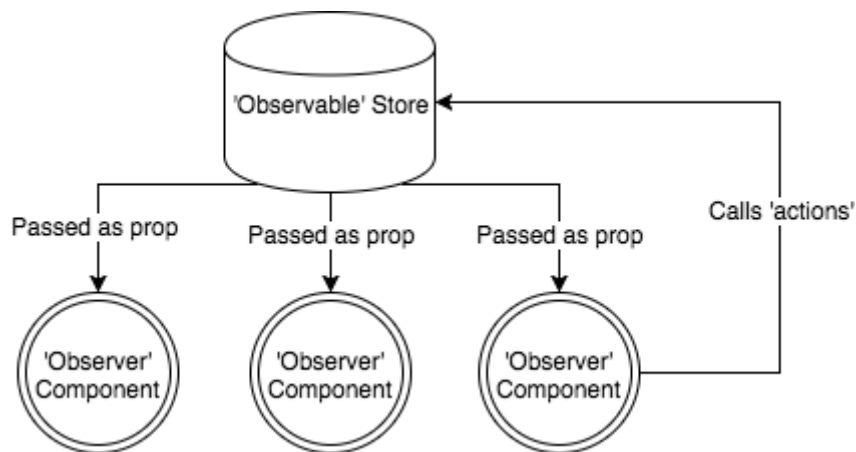 'Observable' Store
Calls 'actions'
Passed as prop
Passed as prop
Passed as prop
'Observer'
Component
'Observer'
Component
'Observer'
Component